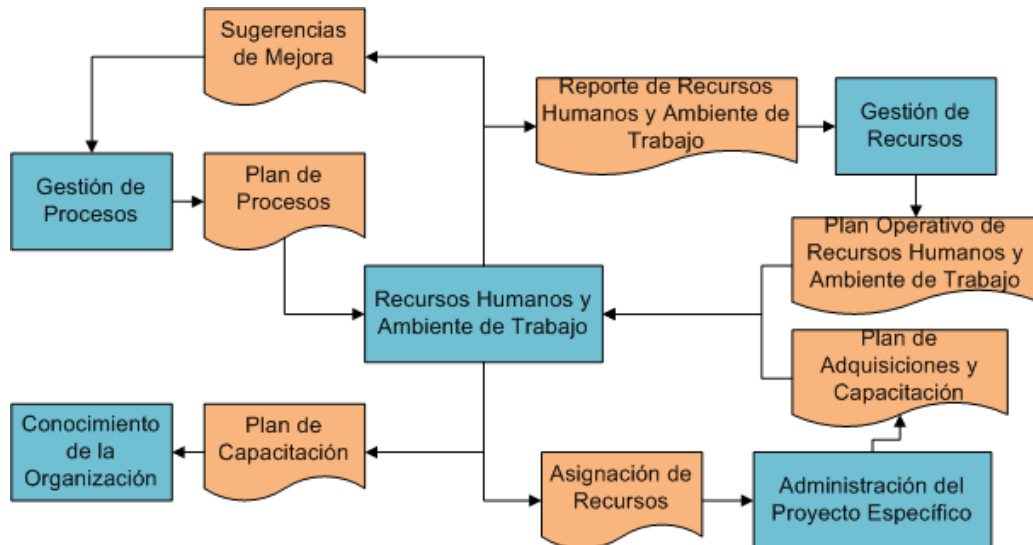 Sugerencias
de Mejora
Reporte de Recursos
Humanos y Ambiente de
Trabajo
Gestión de
Recursos
Gestión de
Procesos
Plan de
Procesos
Plan Operativo de
Recursos Humanos y
Ambiente de Trabajo
Recursos Humanos y
Ambiente de Trabajo
Plan de
Adquisiciones y
Capacitación
Conocimiento
de la
Organización
Plan de
Capacitación
Asignación de
Recursos
Administración del
Proyecto Específico